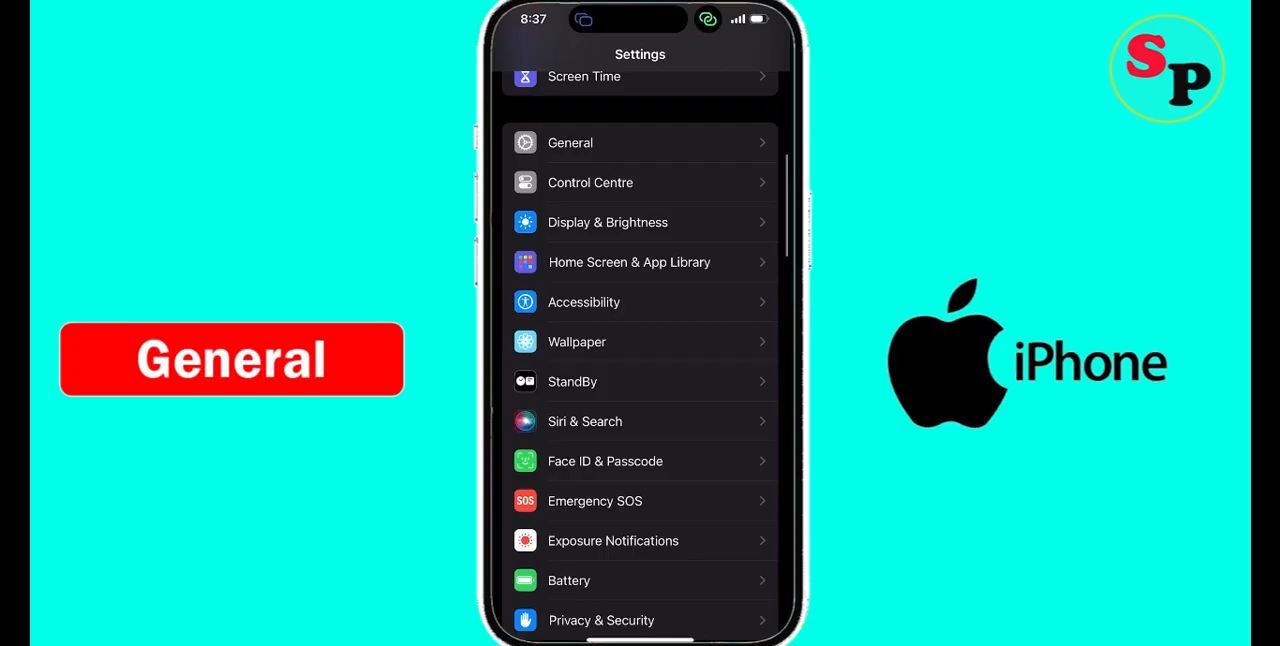 8:37
Settings
Screen Time
General
Control Centre
Display & Brightness
Home Screen & App Library
Accessibility
Wallpaper
StandBy
Siri & Search
Face ID & Passcode
SOS Emergency SOS
Exposure Notifications
Battery
Privacy & Security
General
iPhone
SP